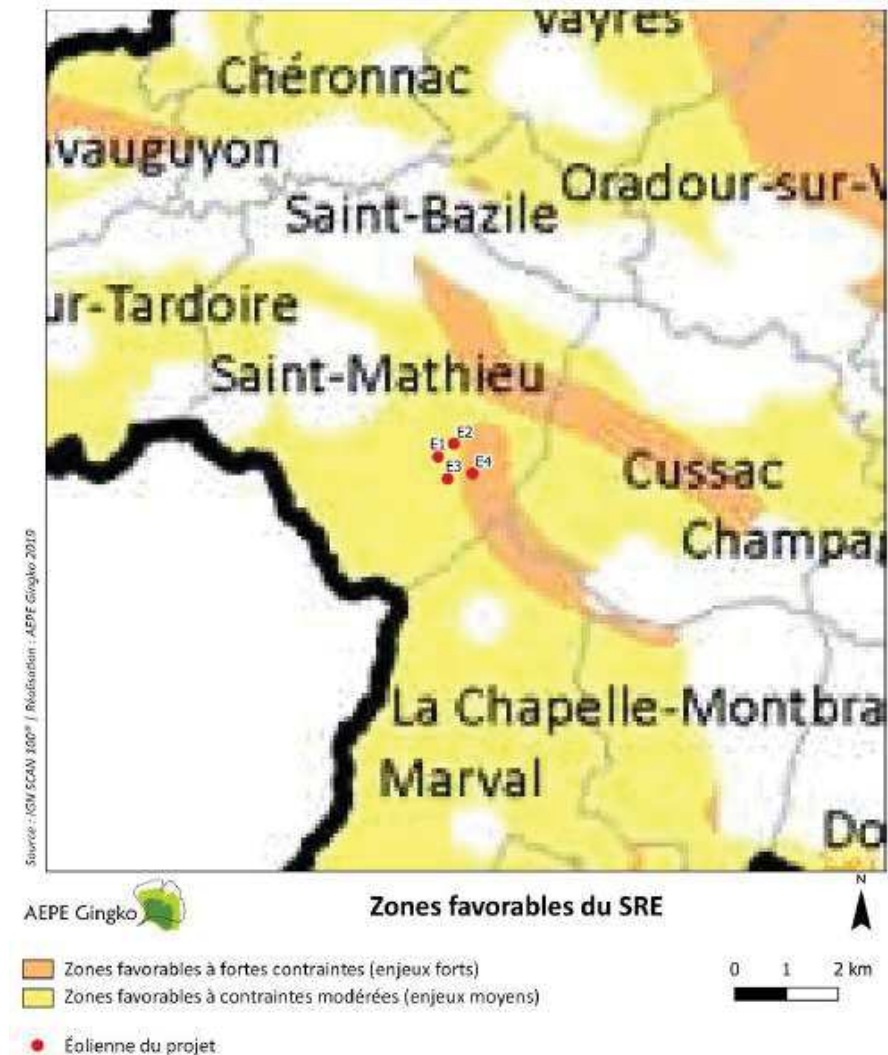 Vayres
Chéronnac
ivauguyon
Oradour-sur-V
Saint-Bazile
ur-Tardoire
Saint-Mathieu
E2
E1
E3
E4
Cussac
Champa
La Chapelle-Montbra
Marval
Do
Source : IGN SCAN 100® | Réalisation : AEPE Gingko 2019
AEPE Gingko
Zones favorables du SRE
N
Zones favorables à fortes contraintes (enjeux forts)
Zones favorables à contraintes modérées (enjeux moyens)
0 1 2 km
Éolienne du projet